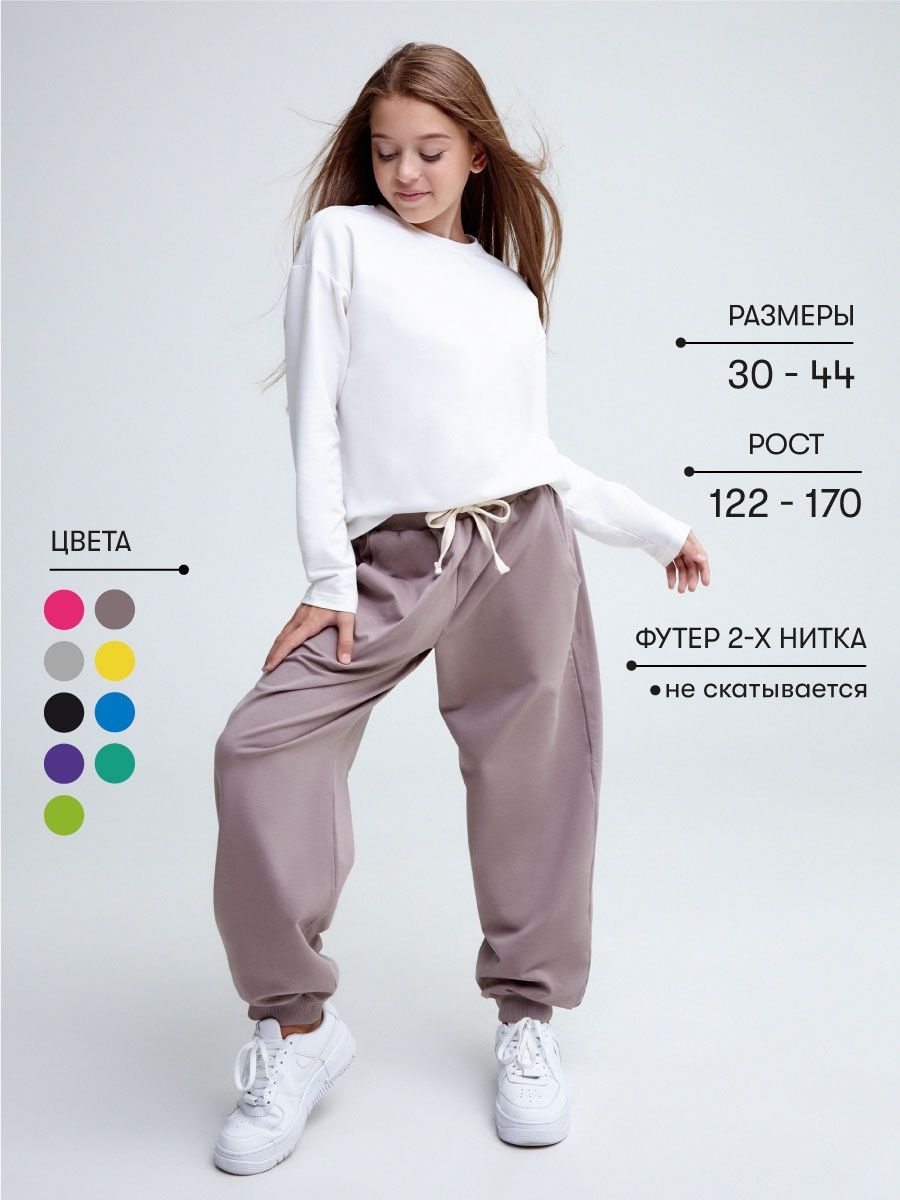 РАЗМЕРЫ
30 - 44
РОСТ
122 - 170
ЦВЕТА
ФУТЕР 2-Х НИТКА
• не скатывается